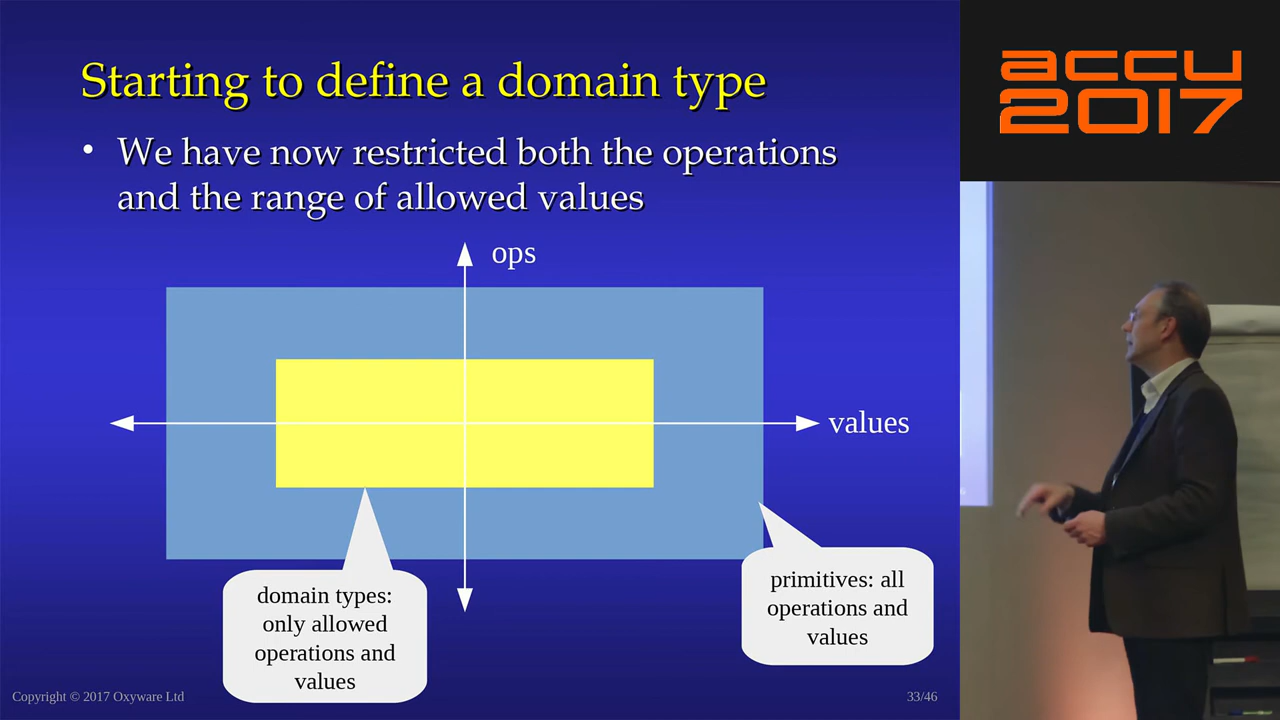 Starting to define a domain type
• We have now restricted both the operations
and the range of allowed values
ops
values
domain types:
only allowed
operations and
values
primitives: all
operations and
values
Copyright © 2017 Oxyware Ltd
33/46
accu
2017